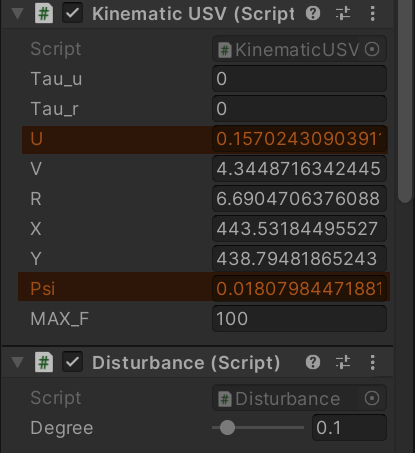 Kinematic USV (Script
Script #KinematicUSV
Tau_u 0
Tau_r 0
U 0.15702430903911
V 4.3448716342445
R 6.6904706376088
X 443.53184495527
Y 438.79481865243
Psi 0.01807984471881
MAX_F 100
Disturbance (Script)
Script #Disturbance
Degree 0.1